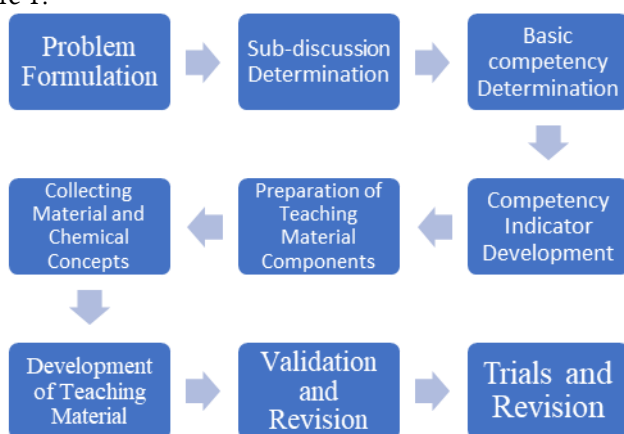 Problem
Formulation
Sub-discussion
Determination
Basic
competency
Determination
Collecting
Material and
Chemical
Concepts
Preparation of
Teaching
Material
Components
Competency
Indicator
Development
Development
of Teaching
Material
Validation
and
Revision
Trials and
Revision